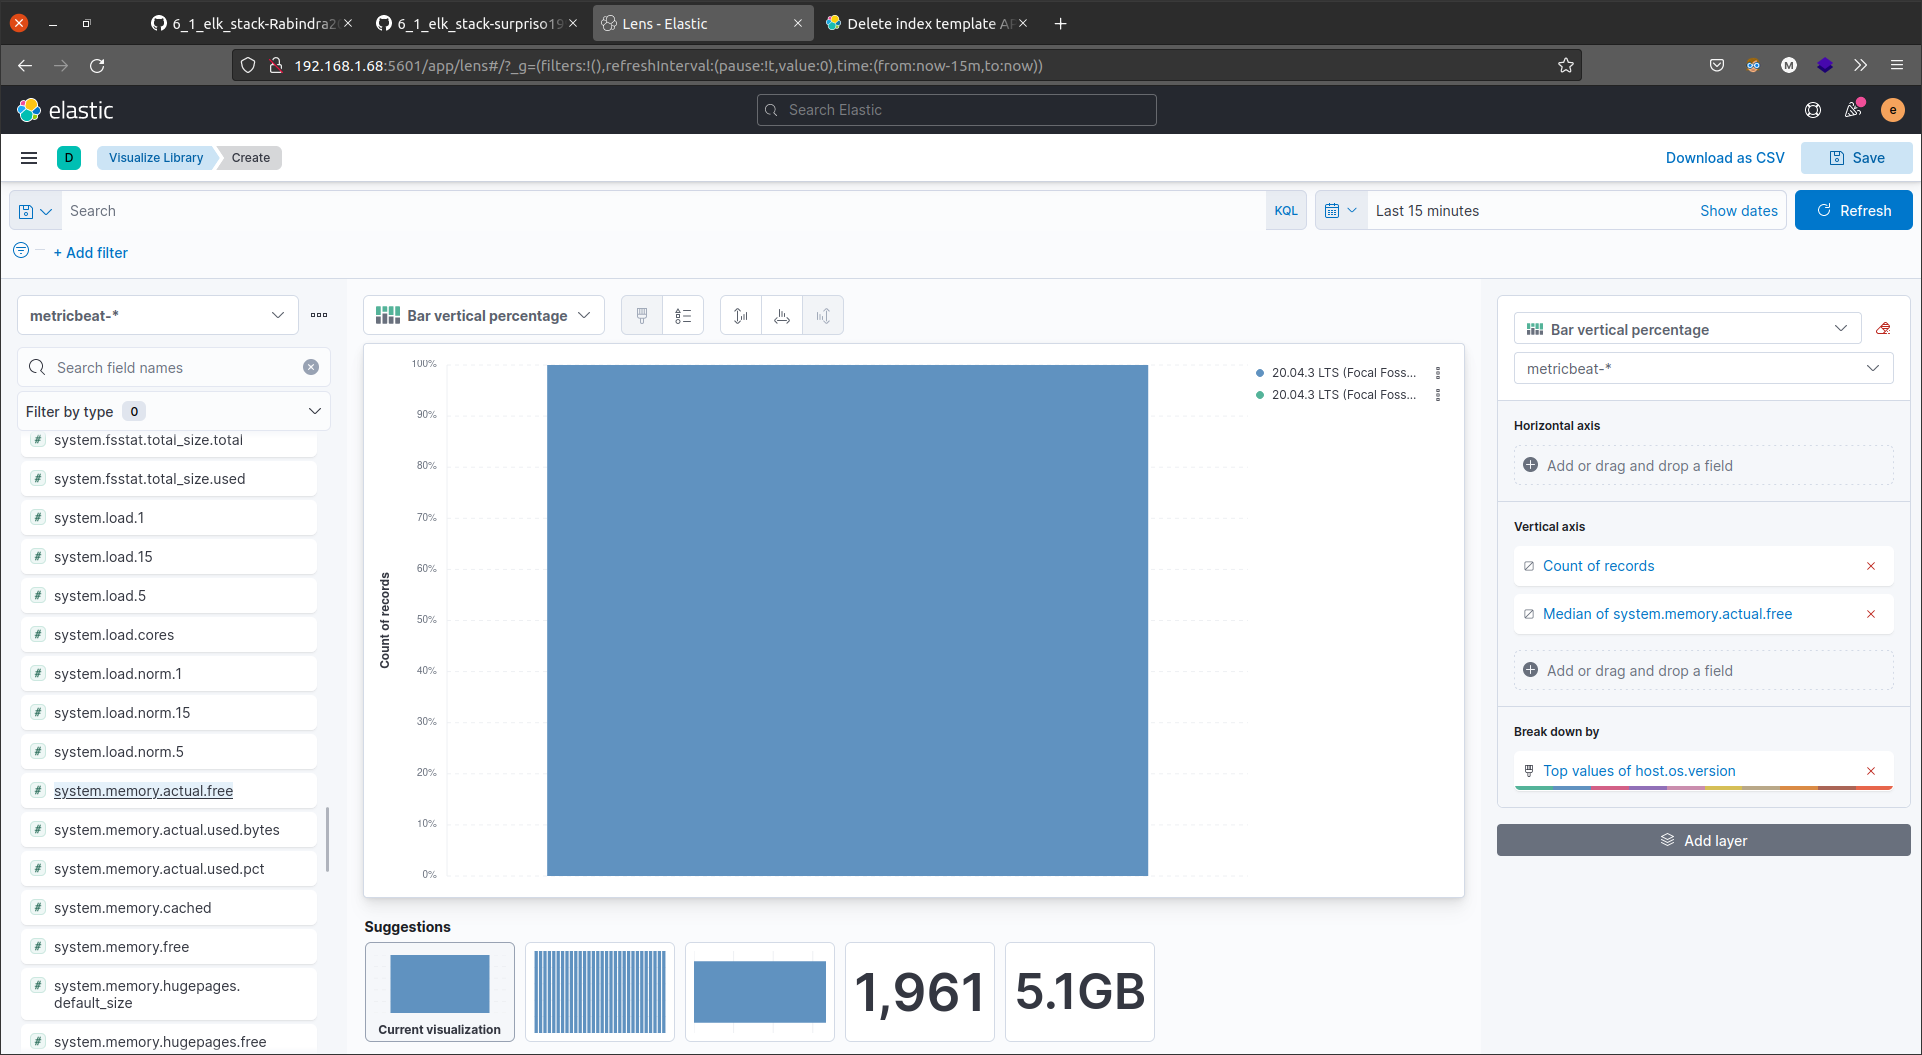 6_1_elk_stack-Rabindra2
6_1_elk_stack-surpriso19
Lens - Elastic
Delete index template AP
192.168.1.68:5601/app/lens#/?_g=(filters:!(),refreshInterval:(pause:!t,value:0),time:(from:now-15m,to:now))
M
elastic
Search Elastic
e
D
Visualize Library
Create
Download as CSV
Save
Search
KQL
Last 15 minutes
Show dates
Refresh
+ Add filter
metricbeat-*
Search field names
Filter by type 0
# system.fsstat.total_size.total
# system.fsstat.total_size.used
# system.load.1
# system.load.15
# system.load.5
# system.load.cores
# system.load.norm.1
# system.load.norm.15
# system.load.norm.5
# system.memory.actual.free
# system.memory.actual.used.bytes
# system.memory.actual.used.pct
# system.memory.cached
# system.memory.free
# system.memory.hugepages.
default_size
# system.memory.hugepages.free
Bar vertical percentage
100%
90%
80%
70%
60%
50%
40%
30%
20%
10%
0%
Count of records
20.04.3 LTS (Focal Foss...
20.04.3 LTS (Focal Foss...
Suggestions
Current visualization
1,961
5.1GB
Bar vertical percentage
metricbeat-*
Horizontal axis
Add or drag and drop a field
Vertical axis
Count of records
Median of system.memory.actual.free
Add or drag and drop a field
Break down by
Top values of host.os.version
Add layer